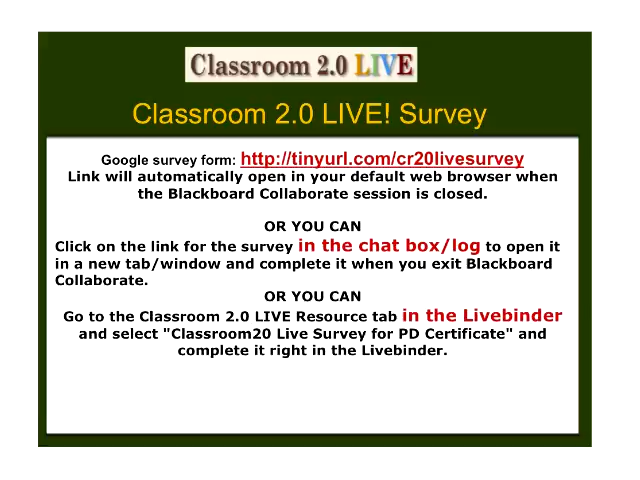 Classroom 2.0 LIVE
Classroom 2.0 LIVE! Survey
Google survey form: http://tinyurl.com/cr20livesurvey
Link will automatically open in your default web browser when
the Blackboard Collaborate session is closed.
OR YOU CAN
Click on the link for the survey in the chat box/log to open it
in a new tab/window and complete it when you exit Blackboard
Collaborate.
OR YOU CAN
Go to the Classroom 2.0 LIVE Resource tab in the Livebinder
and select "Classroom20 Live Survey for PD Certificate" and
complete it right in the Livebinder.